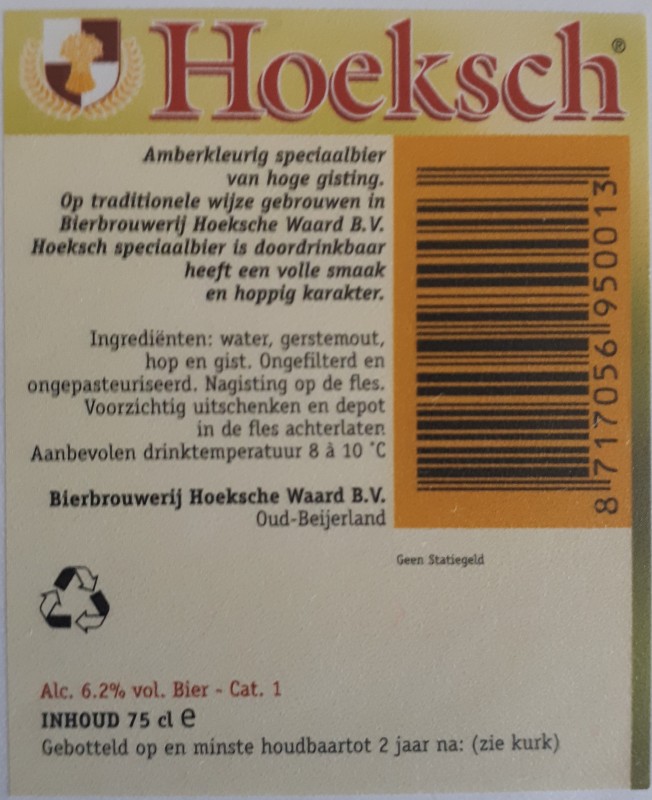 Hoeksch®
Amberkleurig speciaalbier
van hoge gisting.
Op traditionele wijze gebrouwen in
Bierbrouwerij Hoeksche Waard B.V.
Hoeksch speciaalbier is doordrinkbaar
heeft een volle smaak
en hoppig karakter.
Ingrediënten: water, gerstemout,
hop en gist. Ongefilterd en
ongepasteuriseerd. Nagisting op de fles.
Voorzichtig uitschenken en depot
in de fles achterlaten
Aanbevolen drinktemperatuur 8 à 10 °C
Bierbrouwerij Hoeksche Waard B.V.
Oud-Beijerland
8 717056 950013
Geen Statiegeld
Alc. 6.2% vol. Bier - Cat. 1
INHOUD 75 cl e
Gebotteld op en minste houdbaartot 2 jaar na: (zie kurk)